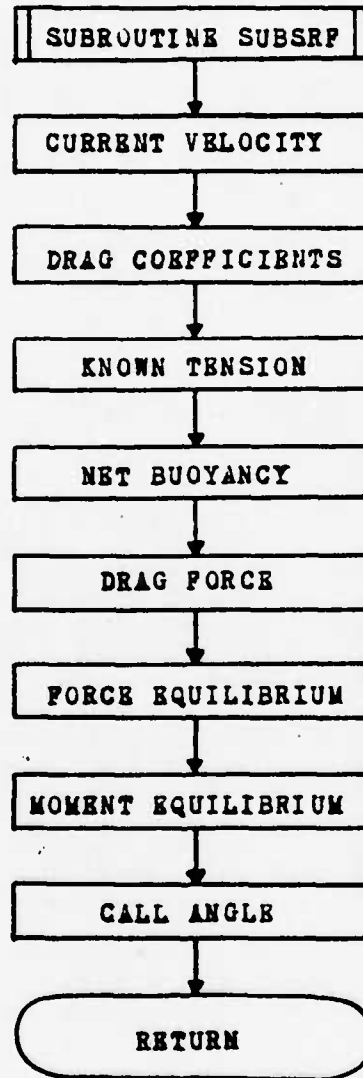 SUBROUTINE SUBSRF
CURRENT VELOCITY
DRAG COEFFICIENTS
KNOWN TENSION
NET BUOYANCY
DRAG FORCE
FORCE EQUILIBRIUM
MOMENT EQUILIBRIUM
CALL ANGLE
RETURN